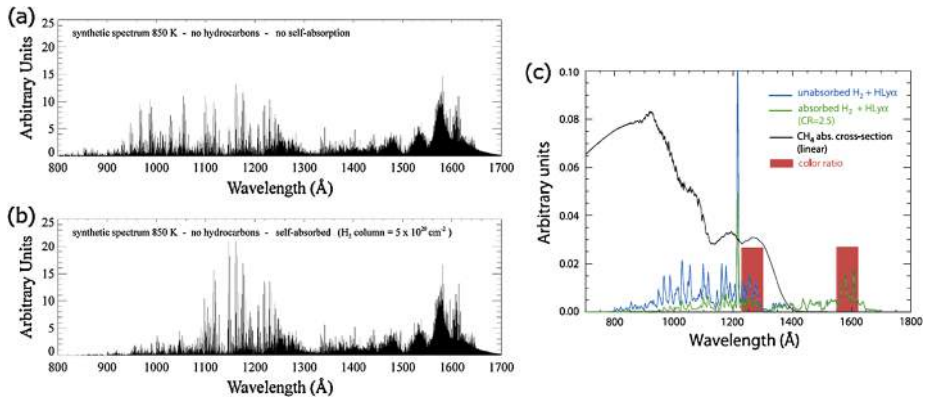 (a)
synthetic spectrum 850 K - no hydrocarbons - no self-absorption
Arbitrary Units
25
20
15
10
5
0
800 900 1000 1100 1200 1300 1400 1500 1600 1700
Wavelength (Å)
(b)
synthetic spectrum 850 K - no hydrocarbons - self-absorbed (H₂ column = 5 x 10²⁰ cm⁻²)
Arbitrary Units
25
20
15
10
5
0
800 900 1000 1100 1200 1300 1400 1500 1600 1700
Wavelength (Å)
(c)
unabsorbed H₂ + HLyα
absorbed H₂ + HLyα
(CR=2.5)
CH₄ abs. cross-section
(linear)
color ratio
Arbitrary units
0.10
0.08
0.06
0.04
0.02
0.00
800 1000 1200 1400 1600 1800
Wavelength (Å)